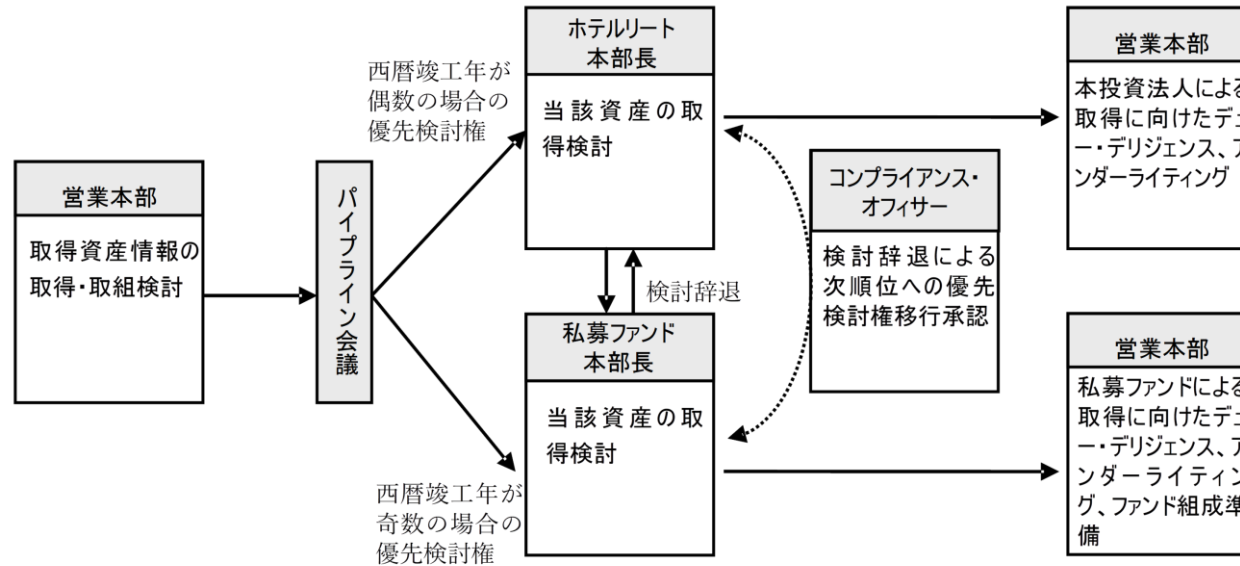 営業本部
取得資産情報の
取得・取組検討
パイプライン会議
西暦竣工年が
偶数の場合の
優先検討権
西暦竣工年が
奇数の場合の
優先検討権
ホテルリート
本部長
当該資産の取
得検討
検討辞退
私募ファンド
本部長
当該資産の取
得検討
コンプライアンス・
オフィサー
検討辞退による
次順位への優先
検討権移行承認
営業本部
本投資法人によ
取得に向けたデ
ー・デリジェンス、
ンダーライティング
営業本部
私募ファンドによ
取得に向けたデ
ー・デリジェンス、
ンダーライティン
グ、ファンド組成準
備